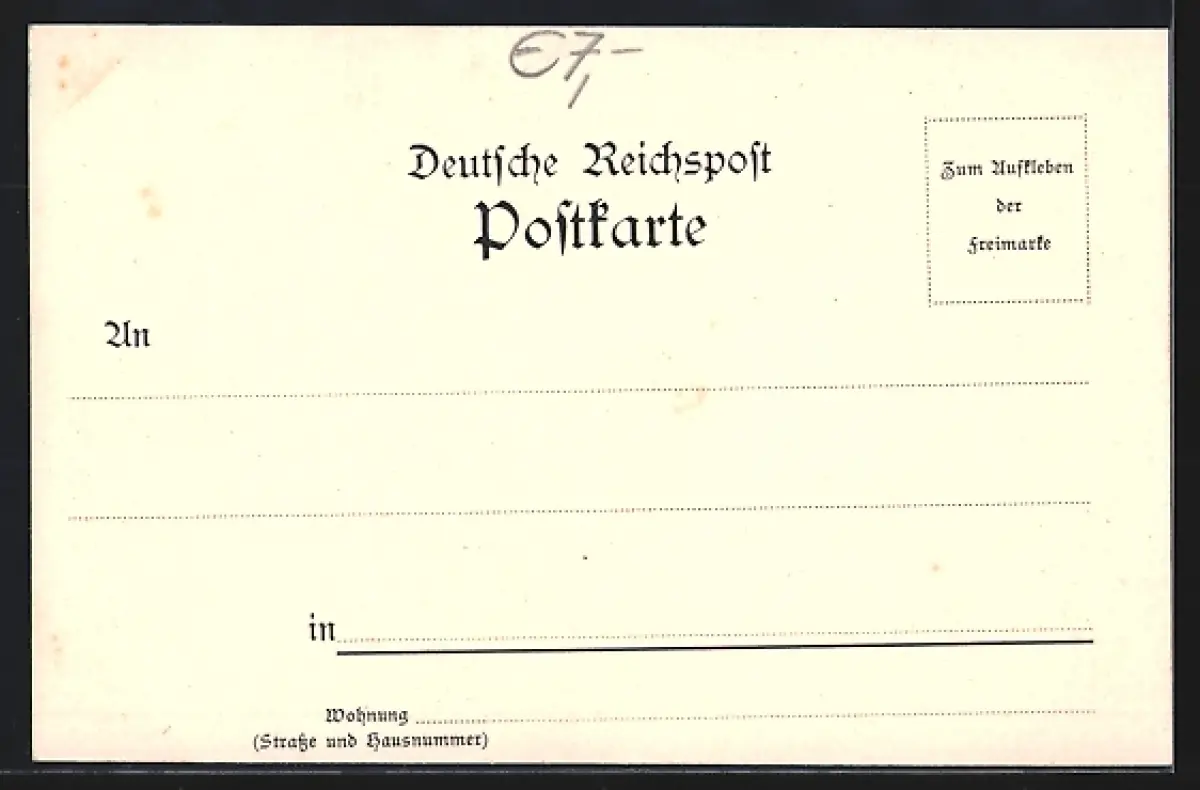 €7,-
Deutſche Reichspoſt
Poſtkarte
Zum Aufkleben
der
Freimarke
An
in
Wohnung
(Straße und Hausnummer)